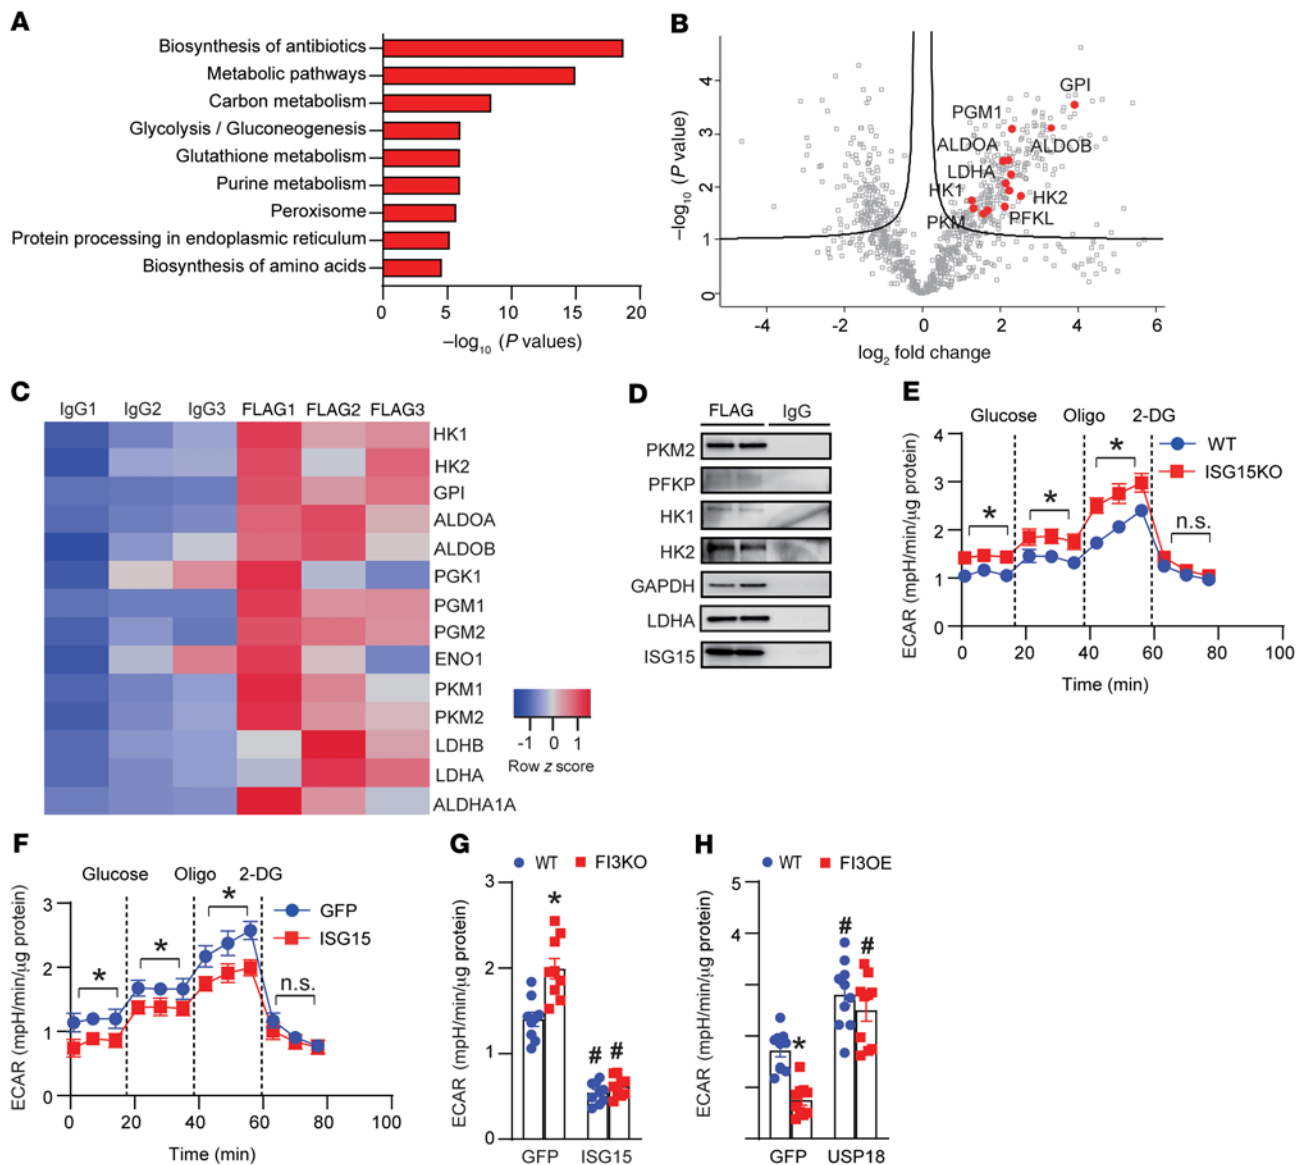 A
Biosynthesis of antibiotics
Metabolic pathways
Carbon metabolism
Glycolysis / Gluconeogenesis
Glutathione metabolism
Purine metabolism
Peroxisome
Protein processing in endoplasmic reticulum
Biosynthesis of amino acids
0 5 10 15 20
–log10 (P values)
B
–log10 (P value)
4
3
2
1
0
GPI
PGM1
ALDOA
ALDOB
LDHA
HK1
HK2
PKM
PFKL
-4 -2 0 2 4 6
log2 fold change
C
IgG1 IgG2 IgG3 FLAG1 FLAG2 FLAG3
HK1
HK2
GPI
ALDOA
ALDOB
PGK1
PGM1
PGM2
ENO1
PKM1
PKM2
LDHB
LDHA
ALDHA1A
-1 0 1
Row z score
D
FLAG IgG
PKM2
PFKP
HK1
HK2
GAPDH
LDHA
ISG15
E
Glucose Oligo 2-DG
ECAR (mpH/min/μg protein)
4
3
2
1
0
* * * n.s.
WT
ISG15KO
0 20 40 60 80 100
Time (min)
F
Glucose Oligo 2-DG
ECAR (mpH/min/μg protein)
3
2
1
0
* * * n.s.
GFP
ISG15
0 20 40 60 80 100
Time (min)
G
WT FI3KO
ECAR (mpH/min/μg protein)
3
2
1
0
* # #
GFP ISG15
H
WT FI3OE
ECAR (mpH/min/μg protein)
5
4
* # #
GFP USP18